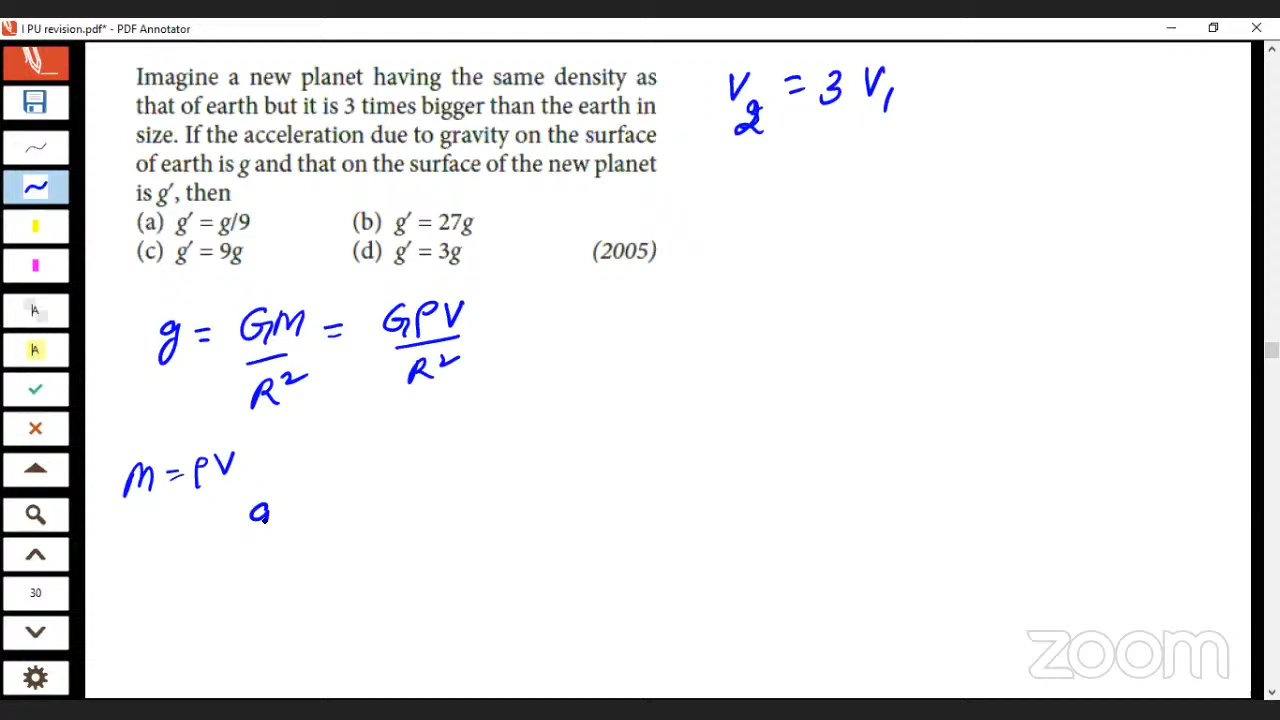 I PU revision.pdf* - PDF Annotator
Imagine a new planet having the same density as
that of earth but it is 3 times bigger than the earth in
size. If the acceleration due to gravity on the surface
of earth is g and that on the surface of the new planet
is g′, then
(a) g′ = g/9 (b) g′ = 27g
(c) g′ = 9g (d) g′ = 3g (2005)
V₂ = 3 V₁
g = GM/R² = GρV/R²
M = ρV
30
zoom